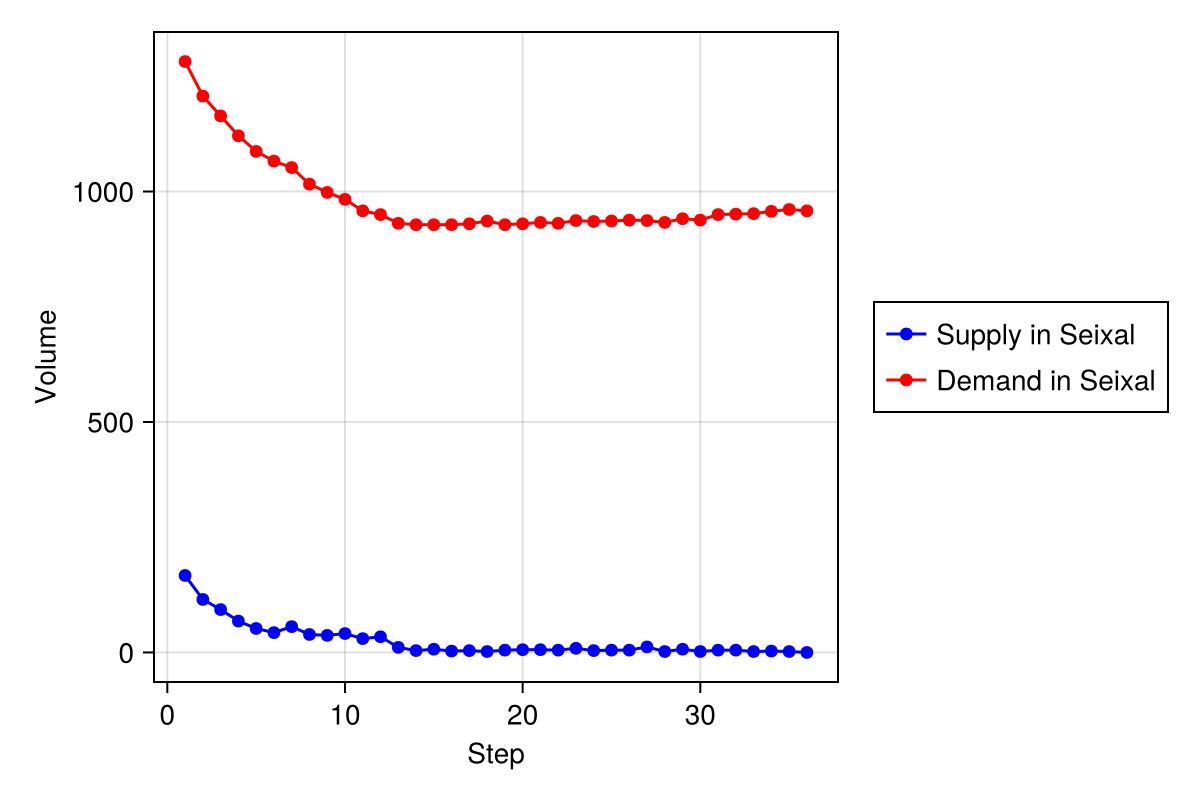 1000
500
0
0 10 20 30
Volume
Step
Supply in Seixal
Demand in Seixal